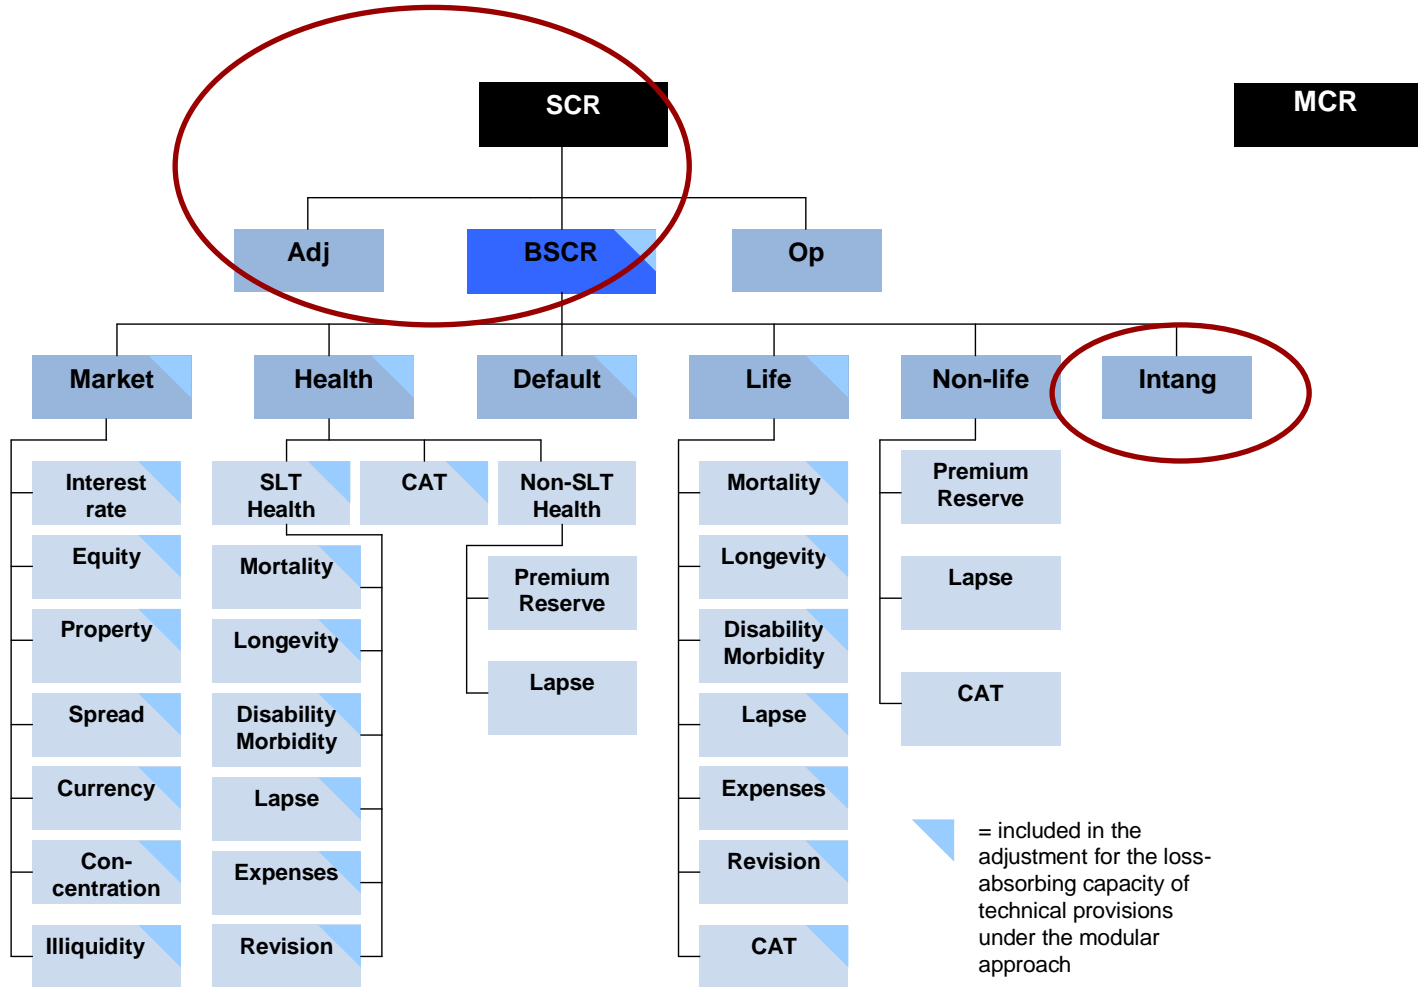 SCR
MCR
Adj
BSCR
Op
Market
Health
Default
Life
Non-life
Intang
Interest
rate
Equity
Property
Spread
Currency
Con-
centration
Illiquidity
SLT
Health
CAT
Non-SLT
Health
Mortality
Longevity
Disability
Morbidity
Lapse
Expenses
Revision
Premium
Reserve
Lapse
Mortality
Longevity
Disability
Morbidity
Lapse
Expenses
Revision
CAT
Premium
Reserve
Lapse
CAT
= included in the
adjustment for the loss-
absorbing capacity of
technical provisions
under the modular
approach